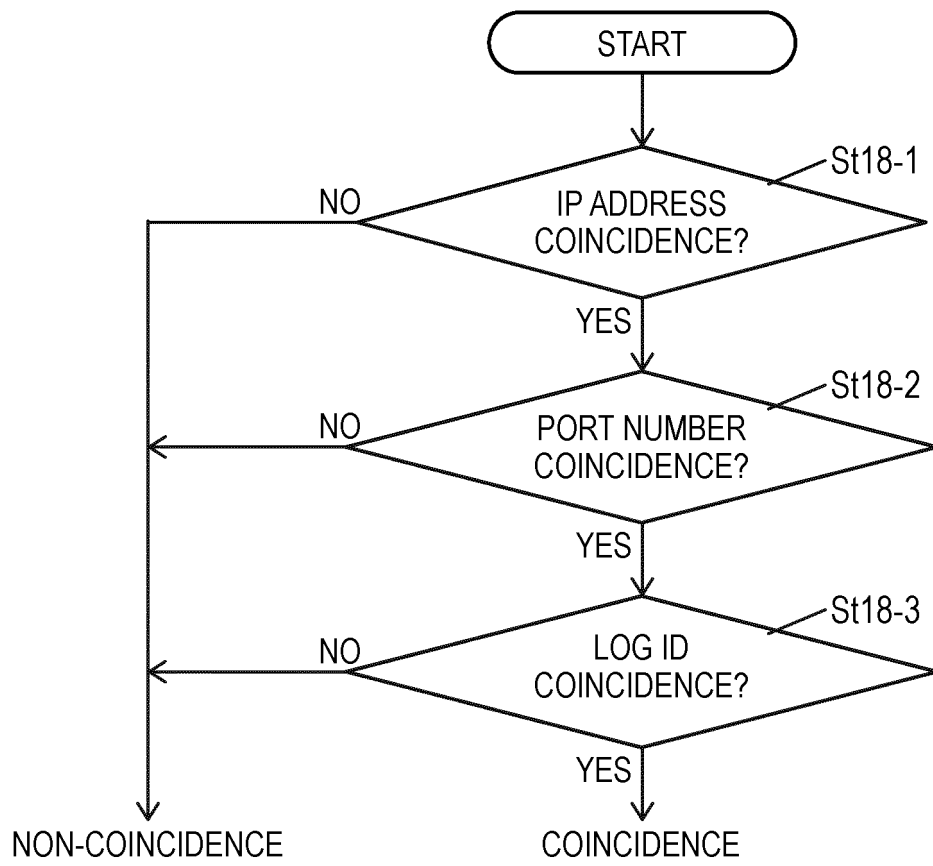 START
St18-1
NO
IP ADDRESS
COINCIDENCE?
YES
St18-2
NO
PORT NUMBER
COINCIDENCE?
YES
St18-3
NO
LOG ID
COINCIDENCE?
YES
NON-COINCIDENCE
COINCIDENCE